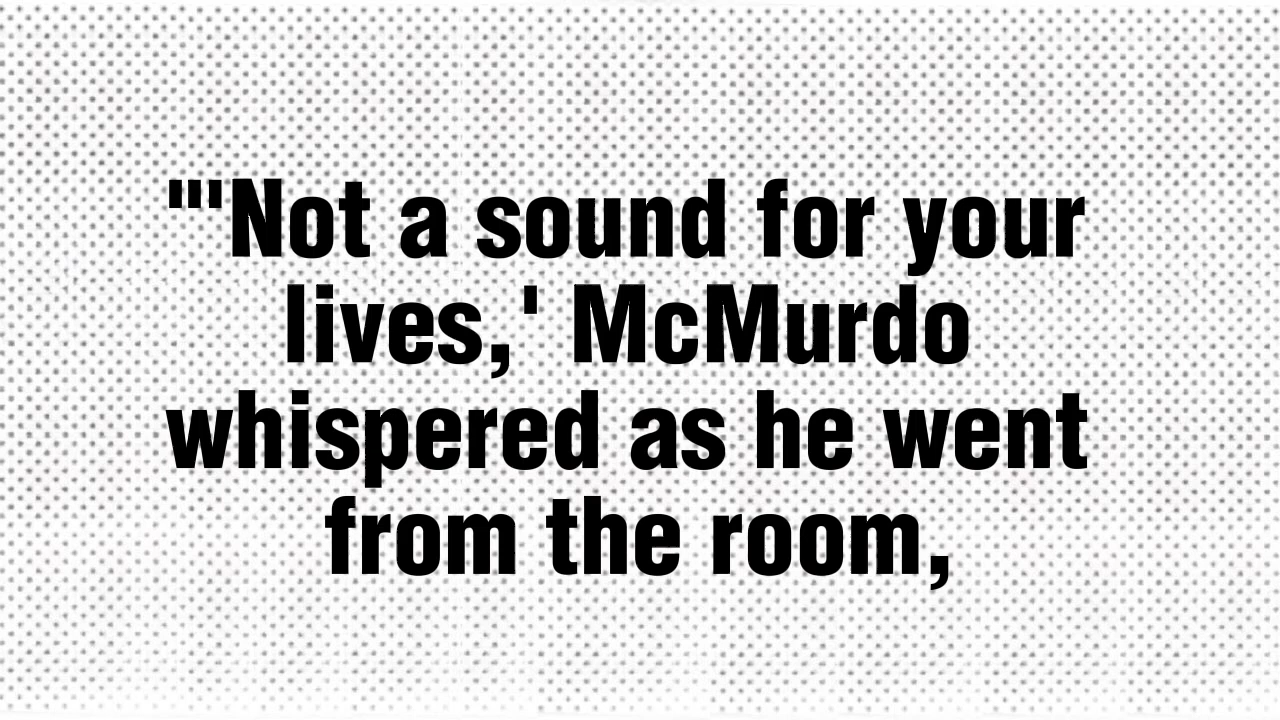 "'Not a sound for your
lives,' McMurdo
whispered as he went
from the room,